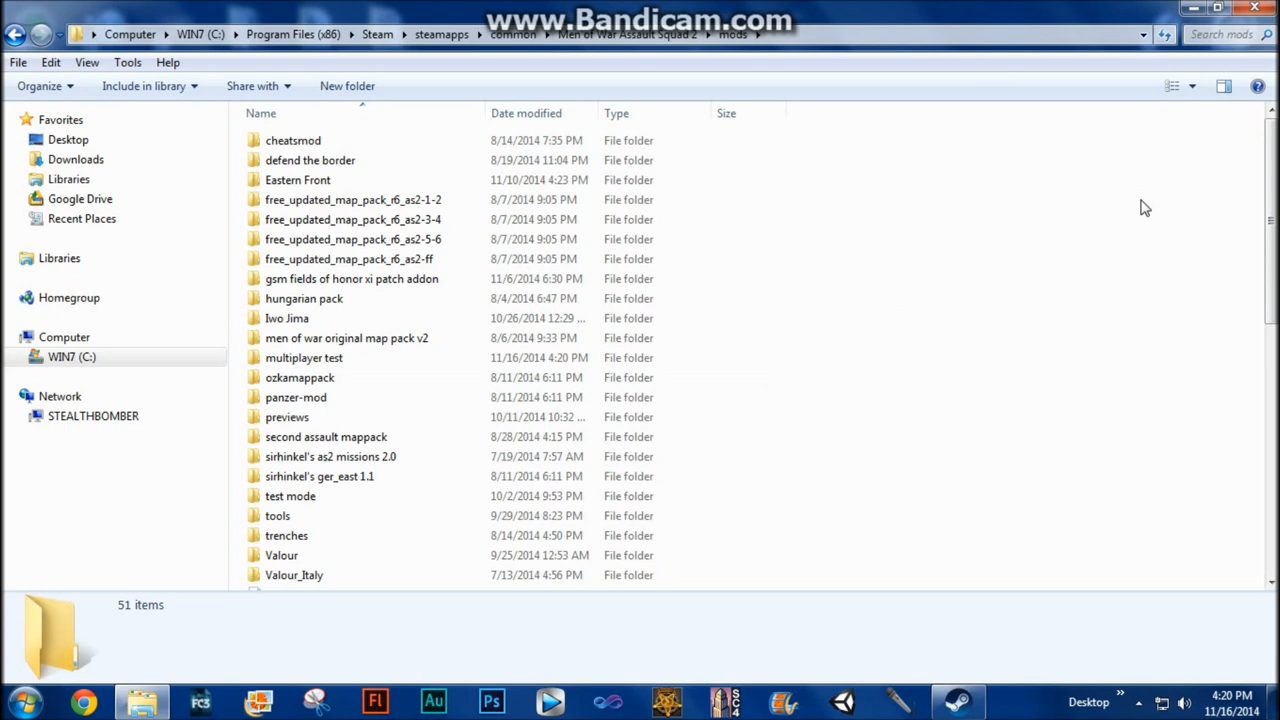 www.Bandicam.com
Computer WIN7 (C:) Program Files (x86) Steam steamapps common Men of War Assault Squad 2 mods Search mods
File Edit View Tools Help
Organize Include in library Share with New folder
Name Date modified Type Size
Favorites
Desktop
Downloads
Libraries
Google Drive
Recent Places
Libraries
Homegroup
Computer
WIN7 (C:)
Network
STEALTHBOMBER
cheatsmod 8/14/2014 7:35 PM File folder
defend the border 8/19/2014 11:04 PM File folder
Eastern Front 11/10/2014 4:23 PM File folder
free_updated_map_pack_r6_as2-1-2 8/7/2014 9:05 PM File folder
free_updated_map_pack_r6_as2-3-4 8/7/2014 9:05 PM File folder
free_updated_map_pack_r6_as2-5-6 8/7/2014 9:05 PM File folder
free_updated_map_pack_r6_as2-ff 8/7/2014 9:05 PM File folder
gsm fields of honor xi patch addon 11/6/2014 6:30 PM File folder
hungarian pack 8/4/2014 6:47 PM File folder
Iwo Jima 10/26/2014 12:29 ... File folder
men of war original map pack v2 8/6/2014 9:33 PM File folder
multiplayer test 11/16/2014 4:20 PM File folder
ozkamappack 8/11/2014 6:11 PM File folder
panzer-mod 8/11/2014 6:11 PM File folder
previews 10/11/2014 10:32 ... File folder
second assault mappack 8/28/2014 4:15 PM File folder
sirhinkel's as2 missions 2.0 7/19/2014 7:57 AM File folder
sirhinkel's ger_east 1.1 8/11/2014 6:11 PM File folder
test mode 10/2/2014 9:53 PM File folder
tools 9/29/2014 8:23 PM File folder
trenches 8/14/2014 4:50 PM File folder
Valour 9/25/2014 12:53 AM File folder
Valour_Italy 7/13/2014 4:56 PM File folder
51 items
FC3 Fl Au Ps SC4 Desktop » 4:20 PM
11/16/2014